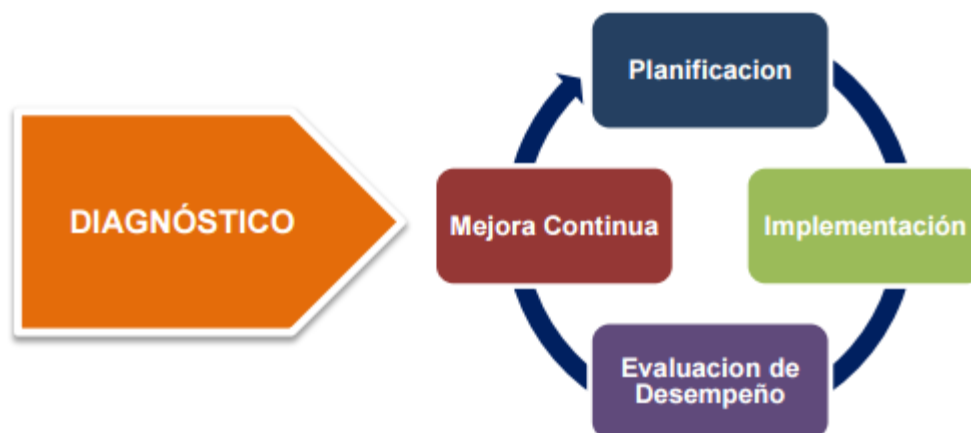 DIAGNÓSTICO
Planificacion
Implementación
Evaluacion de
Desempeño
Mejora Continua